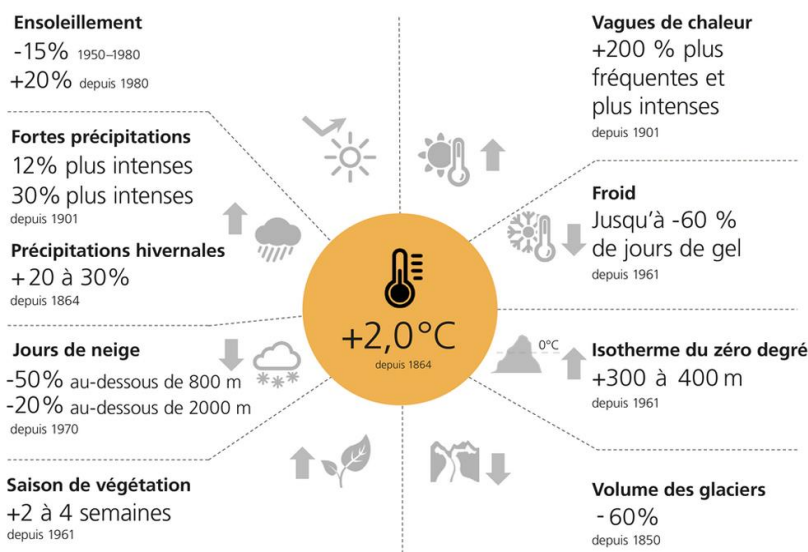 Ensoleillement
-15% 1950–1980
+20% depuis 1980
Fortes précipitations
12% plus intenses
30% plus intenses
depuis 1901
Précipitations hivernales
+20 à 30%
depuis 1864
Jours de neige
-50% au-dessous de 800 m
-20% au-dessous de 2000 m
depuis 1970
Saison de végétation
+2 à 4 semaines
depuis 1961
+2,0°C
depuis 1864
Vagues de chaleur
+200 % plus
fréquentes et
plus intenses
depuis 1901
Froid
Jusqu’à -60 %
de jours de gel
depuis 1961
0°C
Isotherme du zéro degré
+300 à 400 m
depuis 1961
Volume des glaciers
-60%
depuis 1850